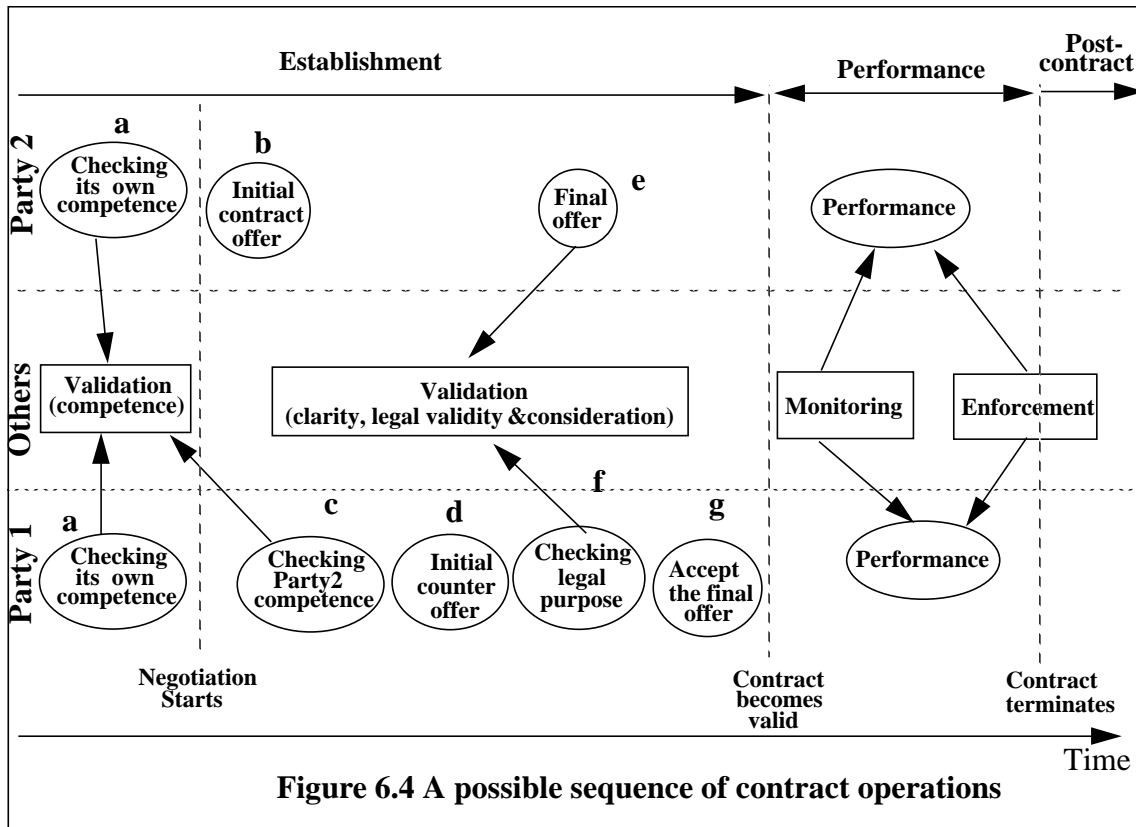 Establishment
Performance
Post-
contract
Party 2
a
Checking
its own
competence
b
Initial
contract
offer
Final
offer
e
Performance
Others
Validation
(competence)
Validation
(clarity, legal validity &consideration)
Monitoring
Enforcement
Party 1
a
Checking
its own
competence
c
Checking
Party2
competence
d
Initial
counter
offer
f
Checking
legal
purpose
g
Accept
the final
offer
Performance
Negotiation
Starts
Contract
becomes
valid
Contract
terminates
Time
Figure 6.4 A possible sequence of contract operations